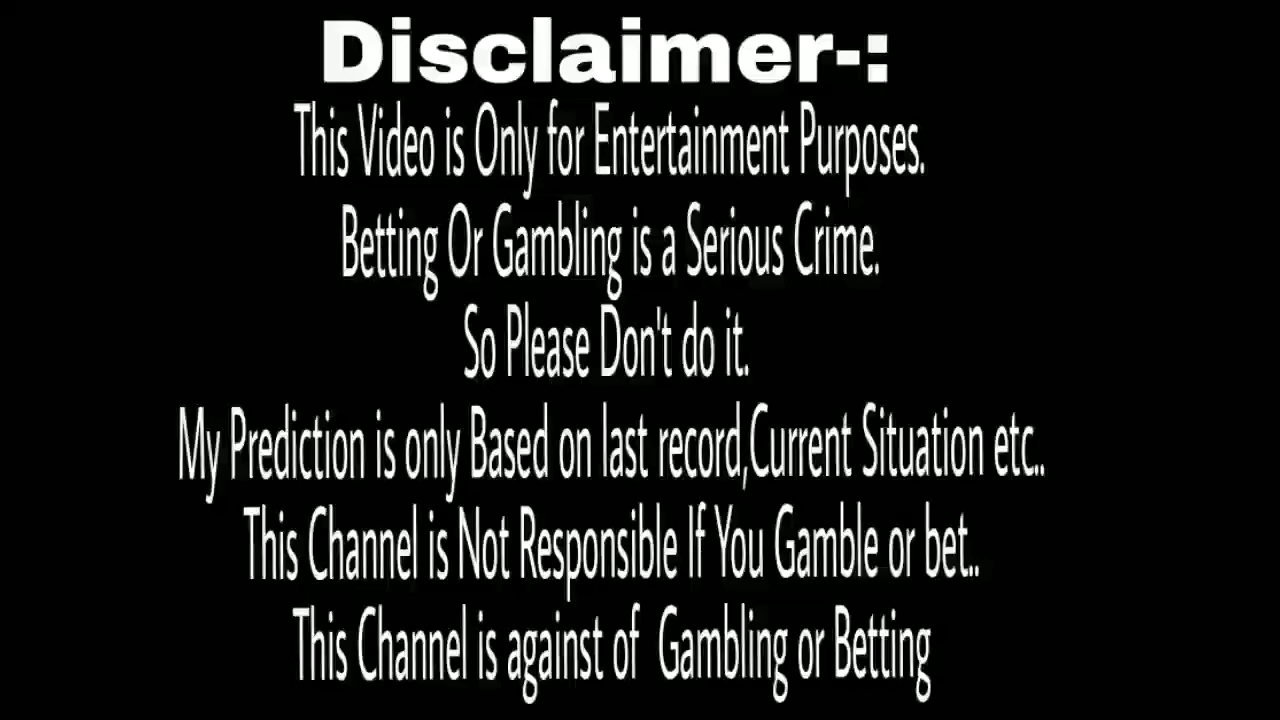 Disclaimer-:
This Video is Only for Entertainment Purposes.
Betting Or Gambling is a Serious Crime.
So Please Don't do it.
My Prediction is only Based on last record,Current Situation etc..
This Channel is Not Responsible If You Gamble or bet..
This Channel is against of Gambling or Betting